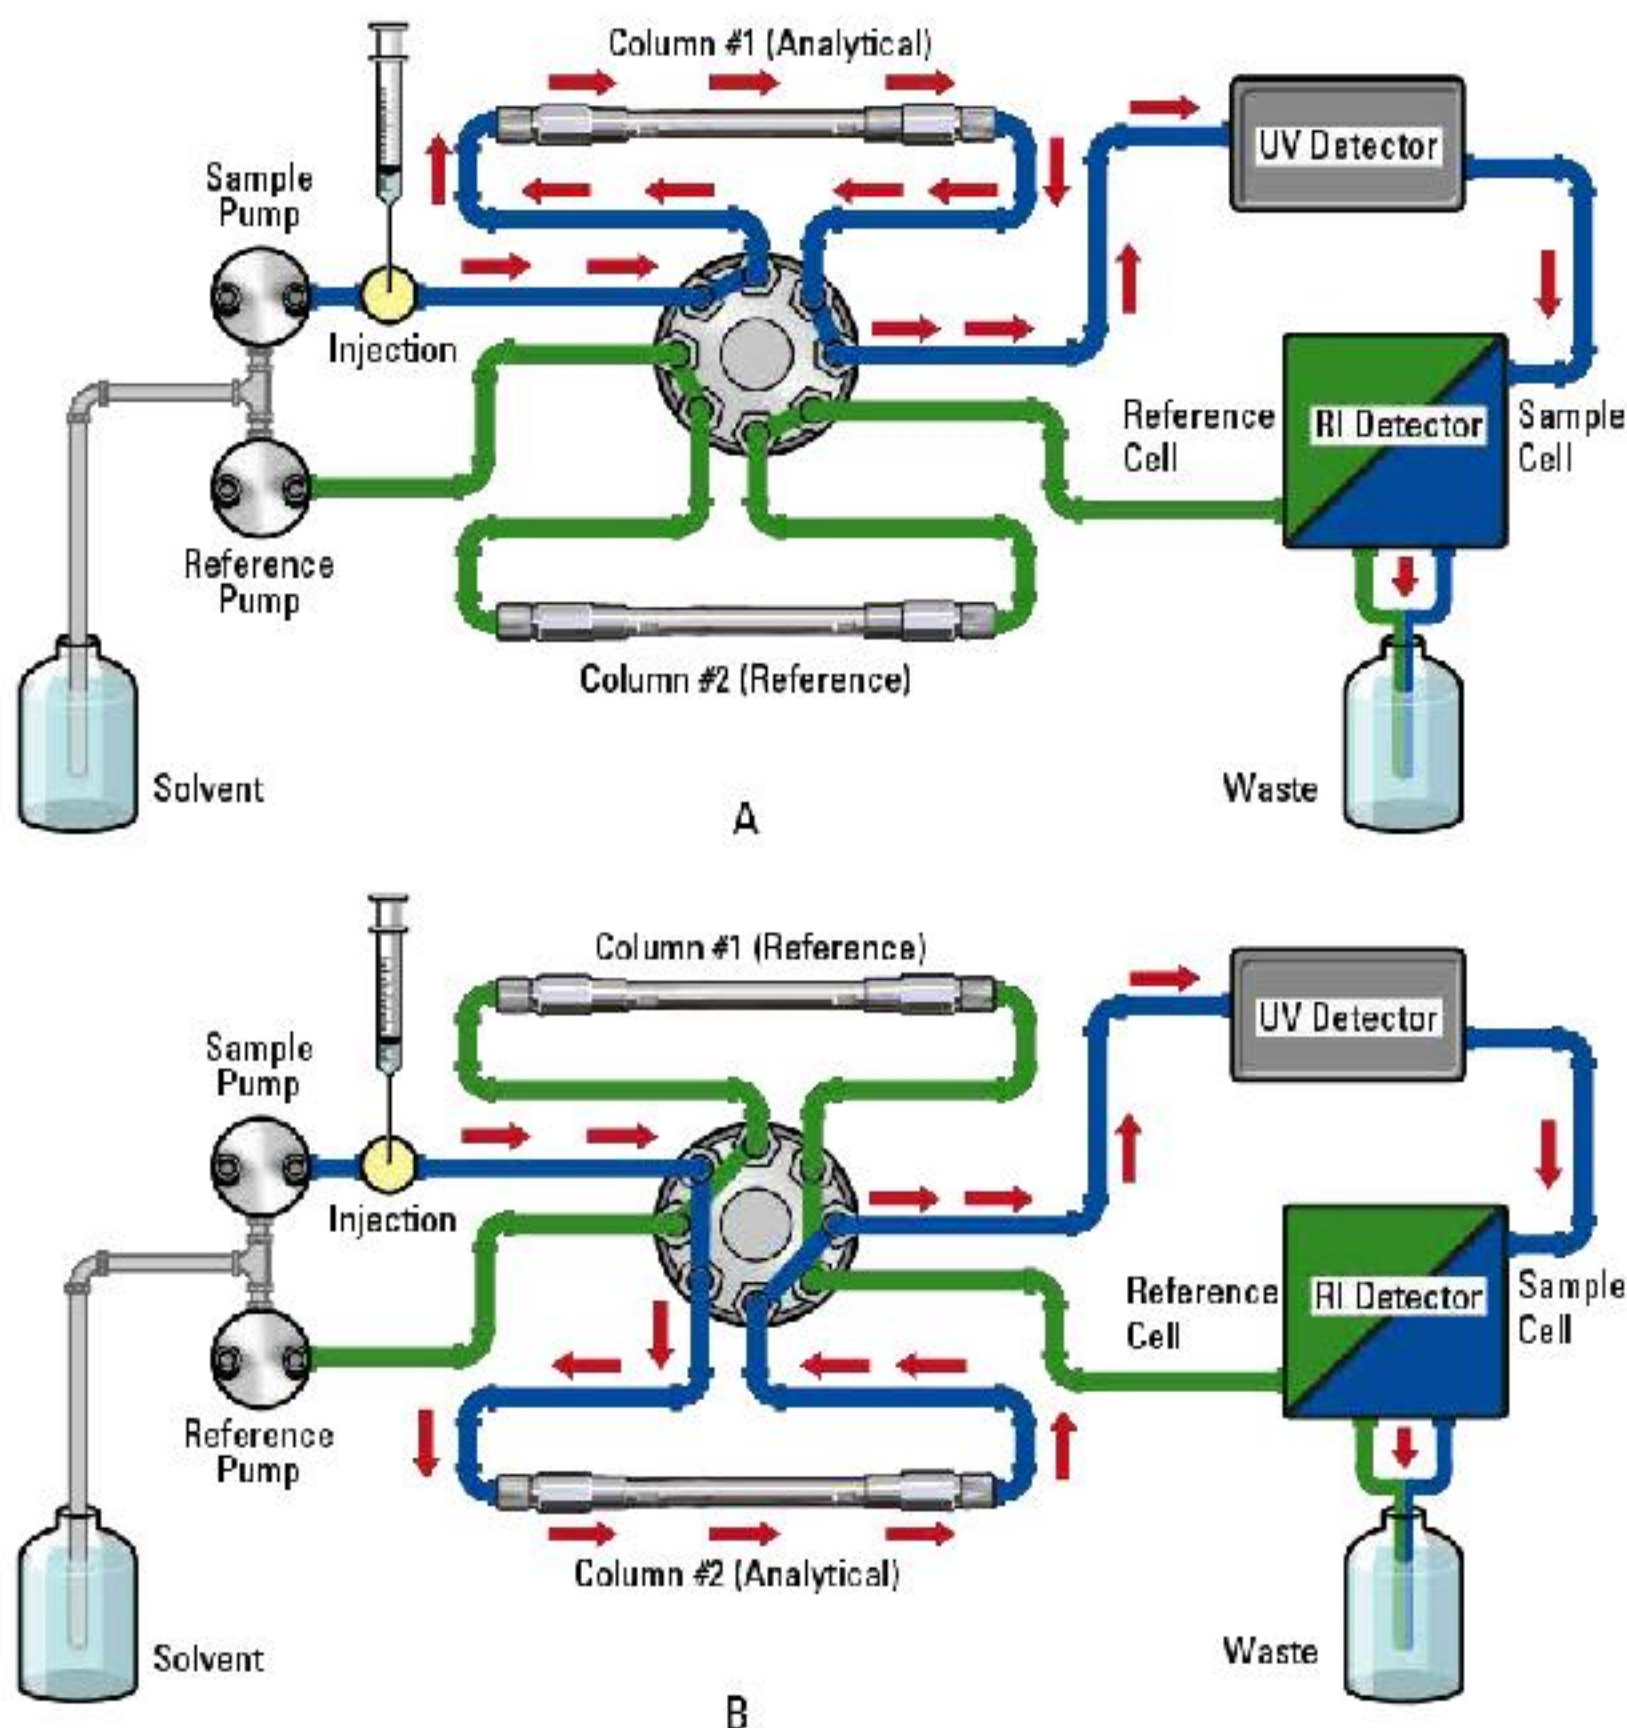 Column #1 (Analytical)
UV Detector
Sample
Pump
Injection
Reference
Cell
RI Detector
Sample
Cell
Reference
Pump
Column #2 (Reference)
Solvent
Waste
A
Column #1 (Reference)
UV Detector
Sample
Pump
Injection
Reference
Cell
RI Detector
Sample
Cell
Reference
Pump
Column #2 (Analytical)
Solvent
Waste
B